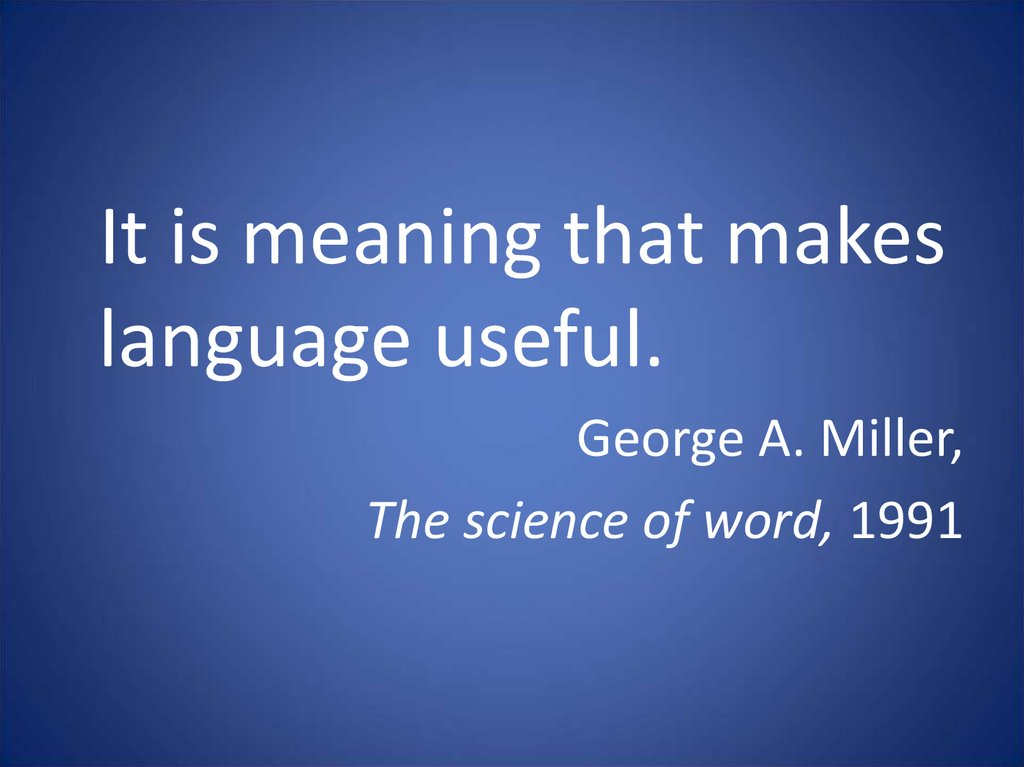 It is meaning that makes
language useful.
George A. Miller,
The science of word, 1991